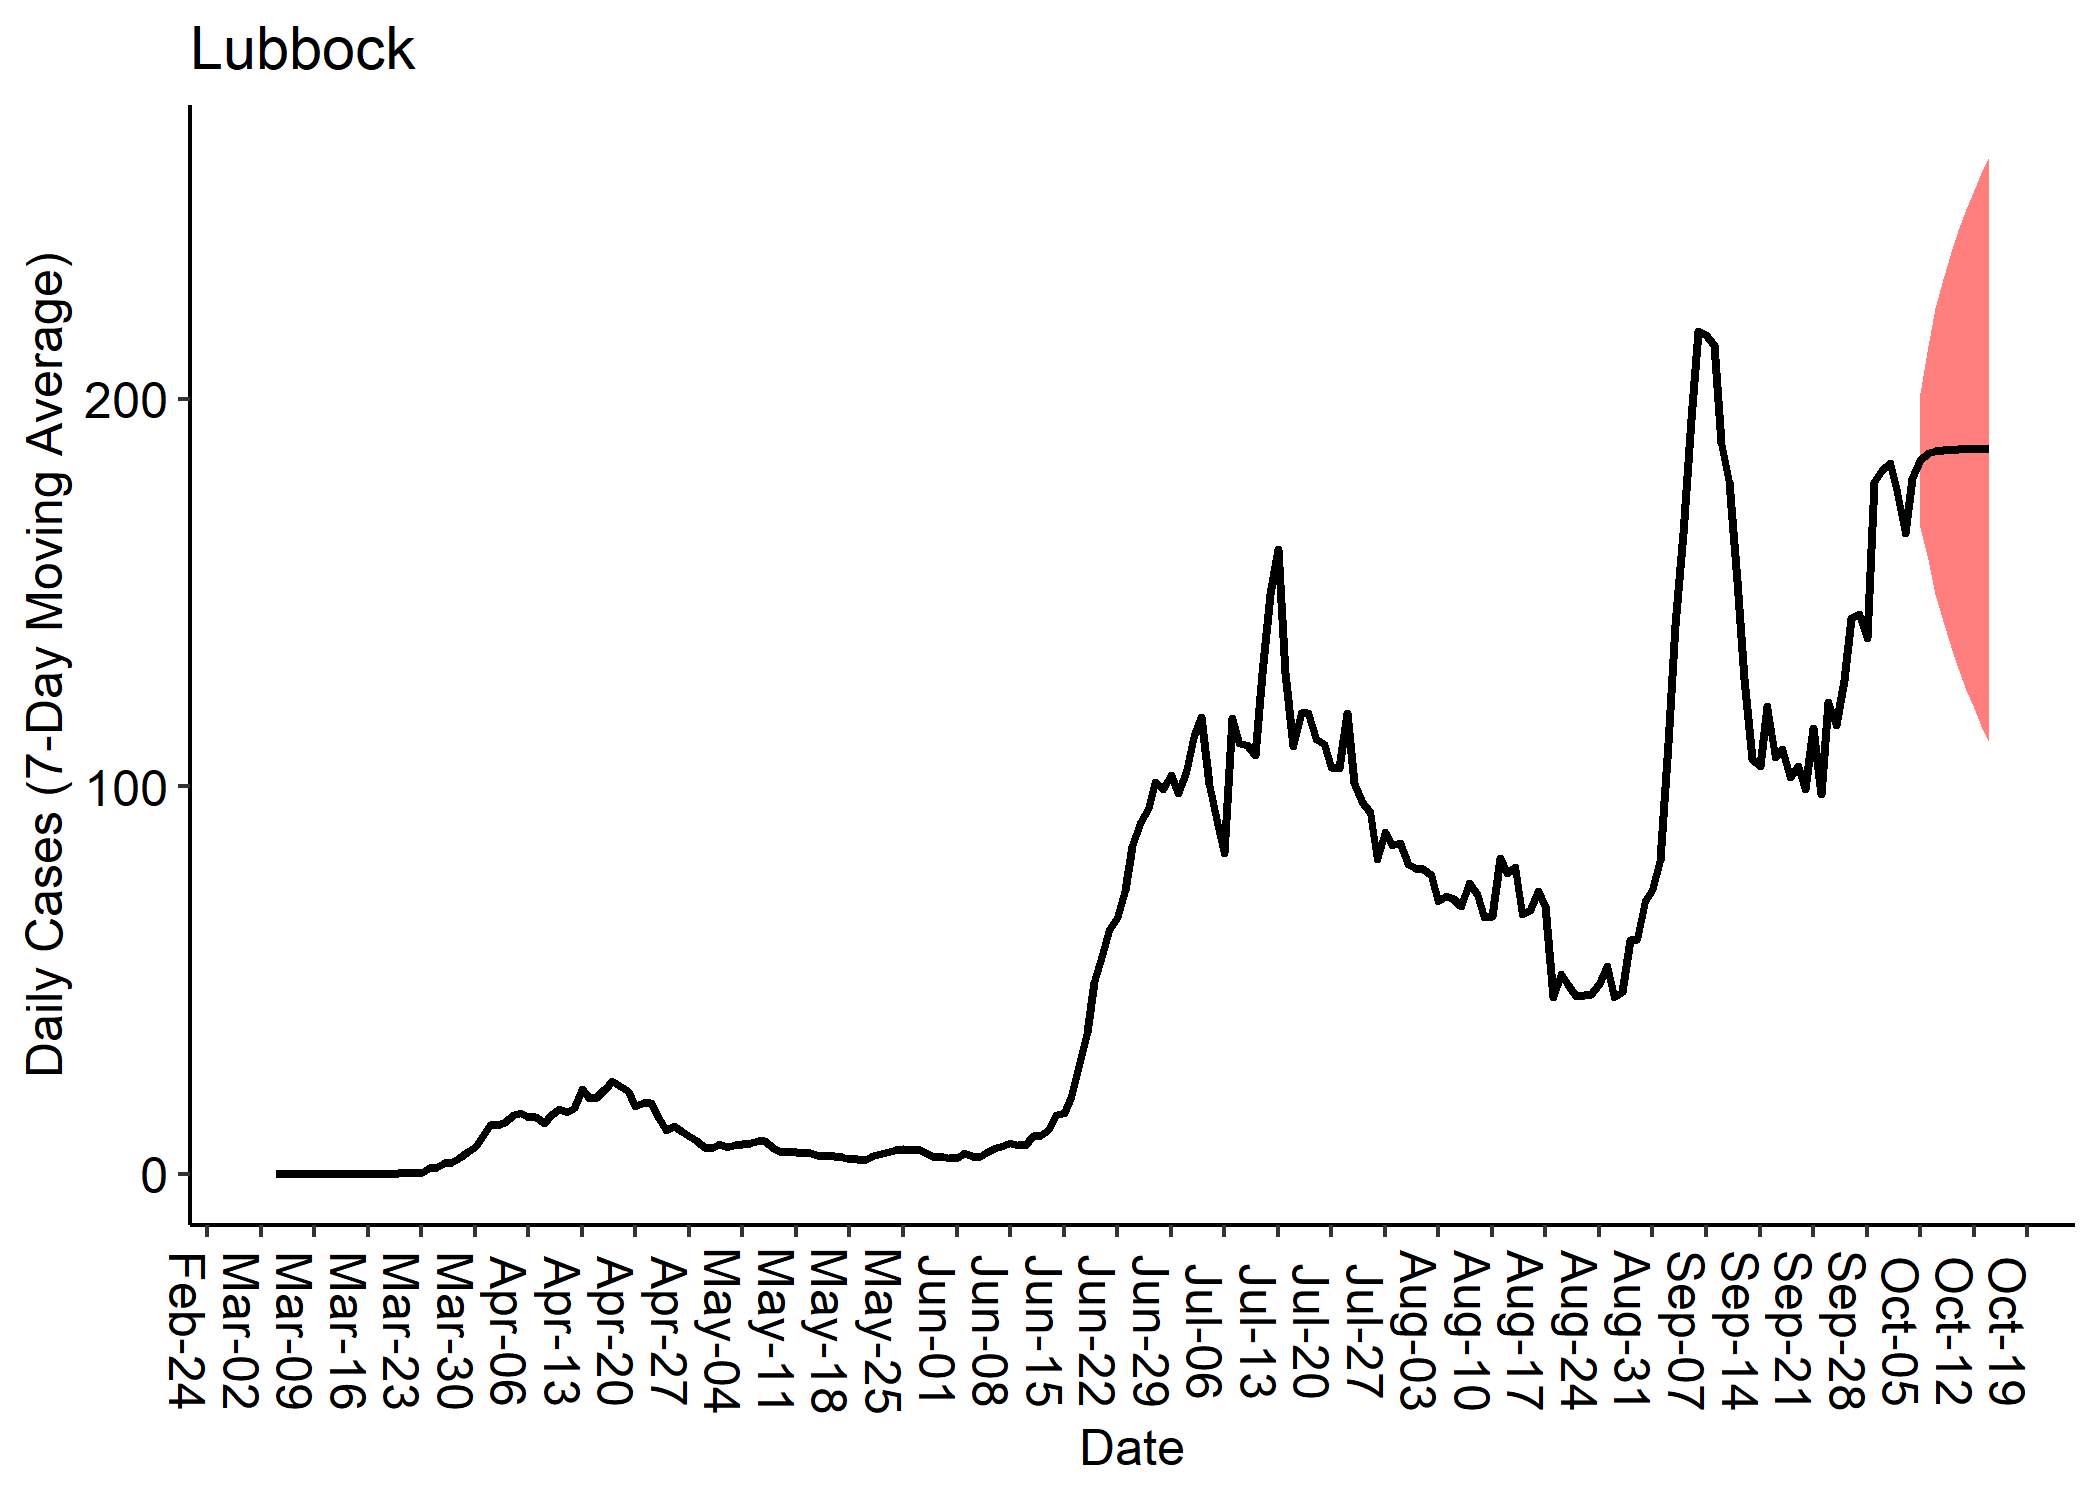 Lubbock
Daily Cases (7-Day Moving Average)
200
100
0
Feb-24
Mar-02
Mar-09
Mar-16
Mar-23
Mar-30
Apr-06
Apr-13
Apr-20
Apr-27
May-04
May-11
May-18
May-25
Jun-01
Jun-08
Jun-15
Jun-22
Jun-29
Jul-06
Jul-13
Jul-20
Jul-27
Aug-03
Aug-10
Aug-17
Aug-24
Aug-31
Sep-07
Sep-14
Sep-21
Sep-28
Oct-05
Oct-12
Oct-19
Date